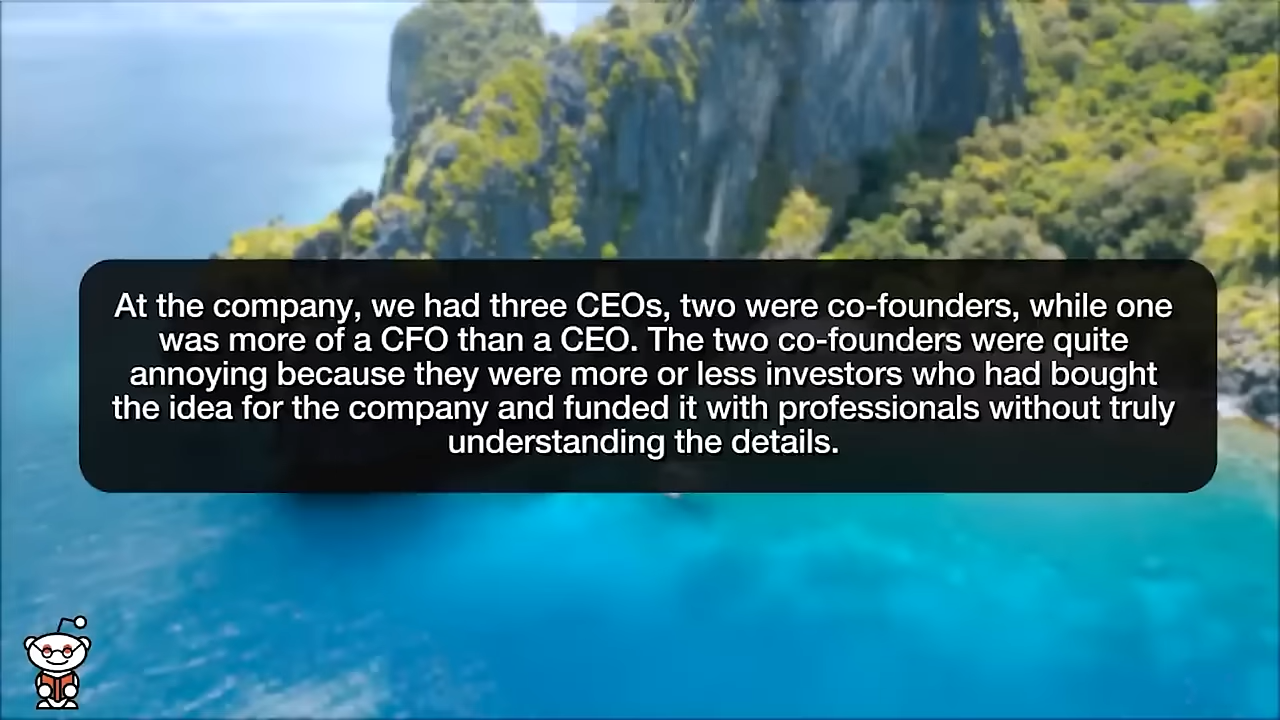 At the company, we had three CEOs, two were co-founders, while one
was more of a CFO than a CEO. The two co-founders were quite
annoying because they were more or less investors who had bought
the idea for the company and funded it with professionals without truly
understanding the details.